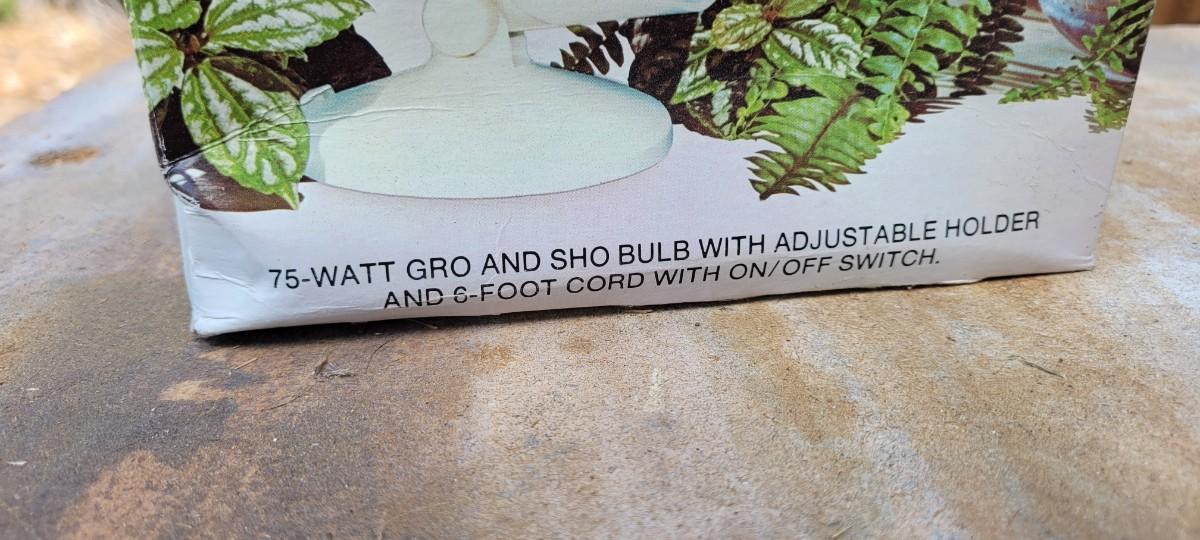 75-WATT GRO AND SHO BULB WITH ADJUSTABLE HOLDER
AND 6-FOOT CORD WITH ON/OFF SWITCH.